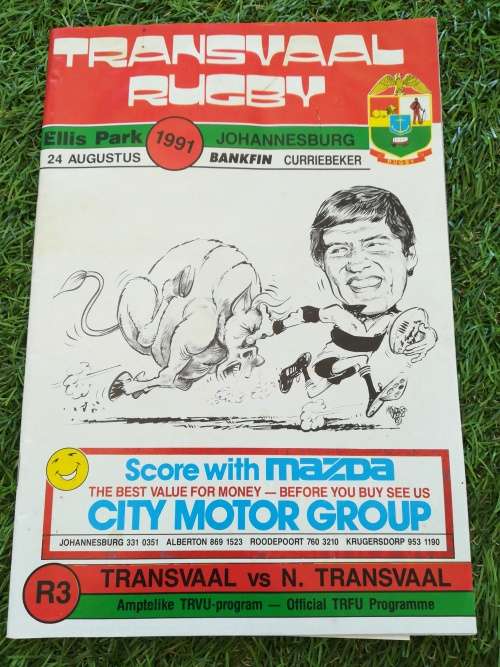 TRANSVAAL
RUGBY
Ellis Park 1991 JOHANNESBURG
24 AUGUSTUS BANKFIN CURRIEBEKER
RUGBY
Score with mazda
THE BEST VALUE FOR MONEY — BEFORE YOU BUY SEE US
CITY MOTOR GROUP
JOHANNESBURG 331 0351 ALBERTON 869 1523 ROODEPOORT 760 3210 KRUGERSDORP 953 1190
R3 TRANSVAAL vs N. TRANSVAAL
Amptelike TRVU-program — Official TRFU Programme